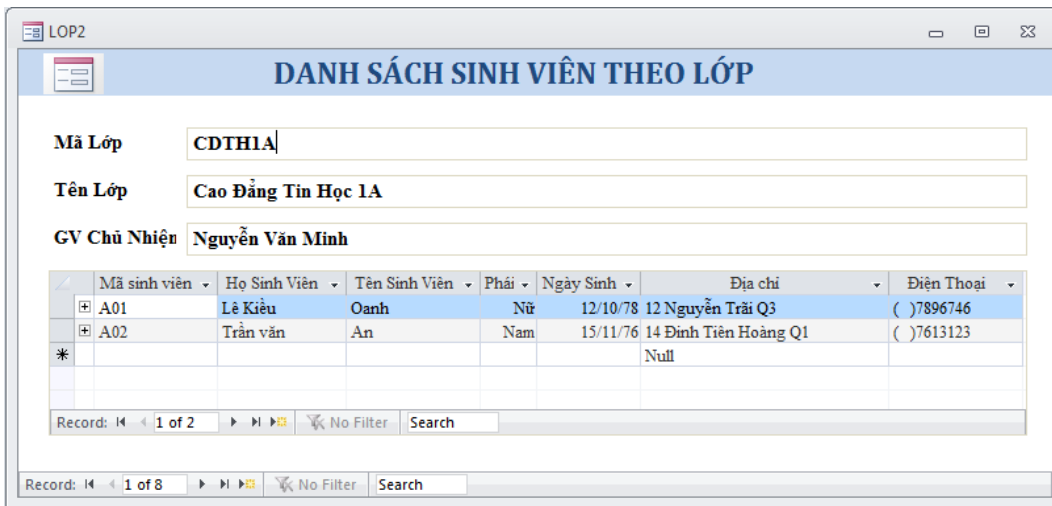 LOP2
DANH SÁCH SINH VIÊN THEO LỚP
Mã Lớp CDTH1A
Tên Lớp Cao Đẳng Tin Học 1A
GV Chủ Nhiện Nguyễn Văn Minh
Mã sinh viên Họ Sinh Viên Tên Sinh Viên Phái Ngày Sinh Địa chỉ Điện Thoại
A01 Lê Kiều Oanh Nữ 12/10/78 12 Nguyễn Trãi Q3 ( )7896746
A02 Trần văn An Nam 15/11/76 14 Đinh Tiên Hoàng Q1 ( )7613123
Null
Record: 1 of 2 No Filter Search
Record: 1 of 8 No Filter Search